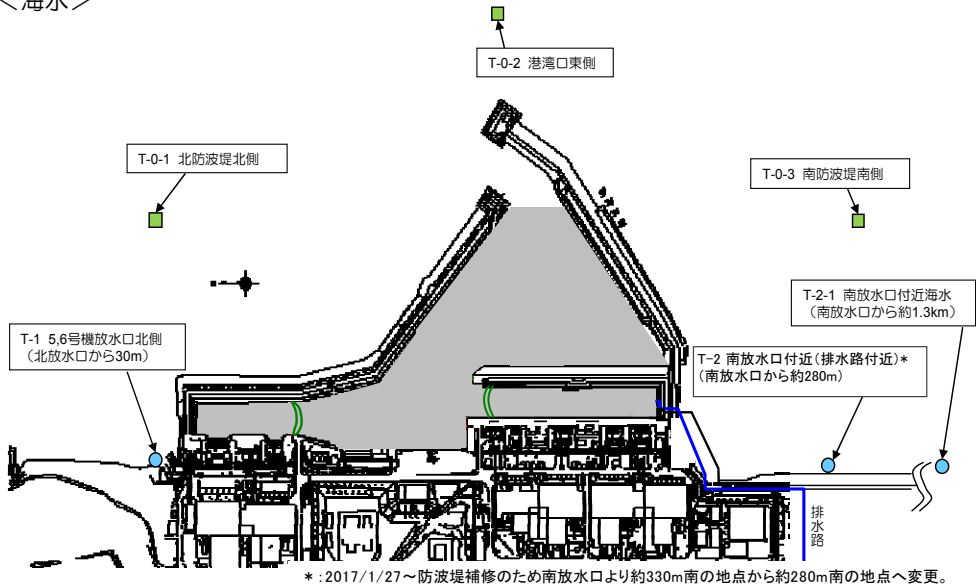 ＜海水＞
T-0-2 港湾口東側
T-0-1 北防波堤北側
T-0-3 南防波堤南側
T-2-1 南放水口付近海水
（南放水口から約1.3km）
T-1 5,6号機放水口北側
（北放水口から30m）
T-2 南放水口付近（排水路付近）＊
（南放水口から約280m）
排水路
＊：2017/1/27～防波堤補修のため南放水口より約330m南の地点から約280m南の地点へ変更。